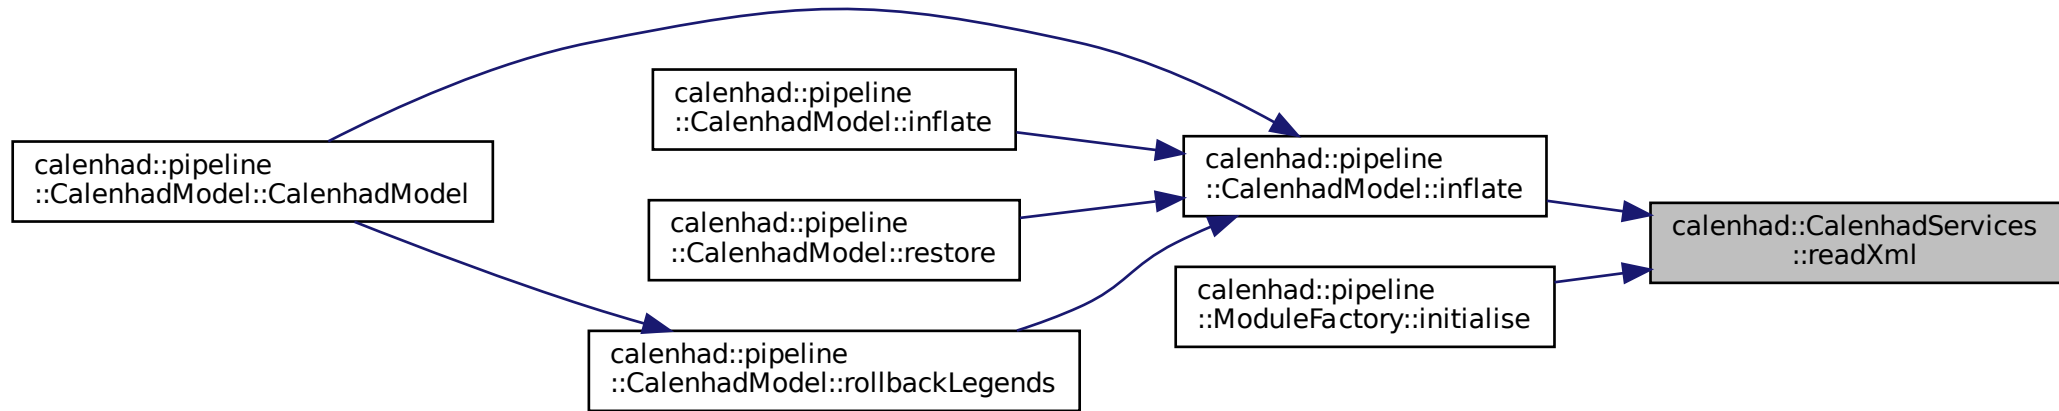 calenhad::pipeline
::CalenhadModel::CalenhadModel
calenhad::pipeline
::CalenhadModel::inflate
calenhad::pipeline
::CalenhadModel::restore
calenhad::pipeline
::CalenhadModel::rollbackLegends
calenhad::pipeline
::CalenhadModel::inflate
calenhad::pipeline
::ModuleFactory::initialise
calenhad::CalenhadServices
::readXml